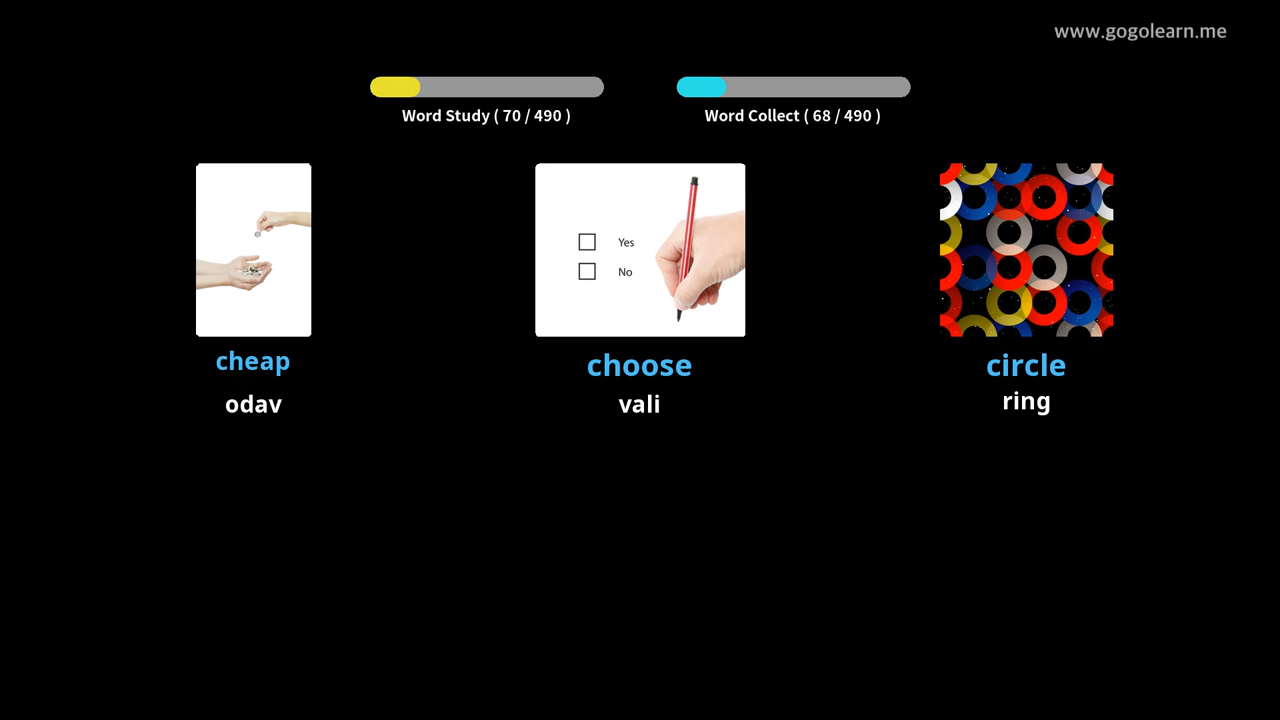 www.gogolearn.me
Word Study ( 70 / 490 )
Word Collect ( 68 / 490 )
Yes
No
cheap
choose
circle
odav
vali
ring